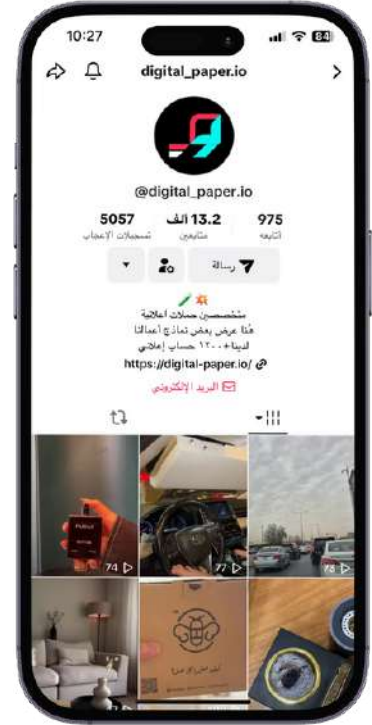 10:27
84
digital_paper.io
@digital_paper.io
975 13.2 ألف 5057
أتابعه متابعين تسجيلات الإعجاب
رسالة
متخصصين حملات اعلانية
هُنا عرض بعض نماذج أعمالنا
لدينا+١٢٠٠ حساب إعلاني
https://digital-paper.io/
البريد الإلكتروني
74
77
78